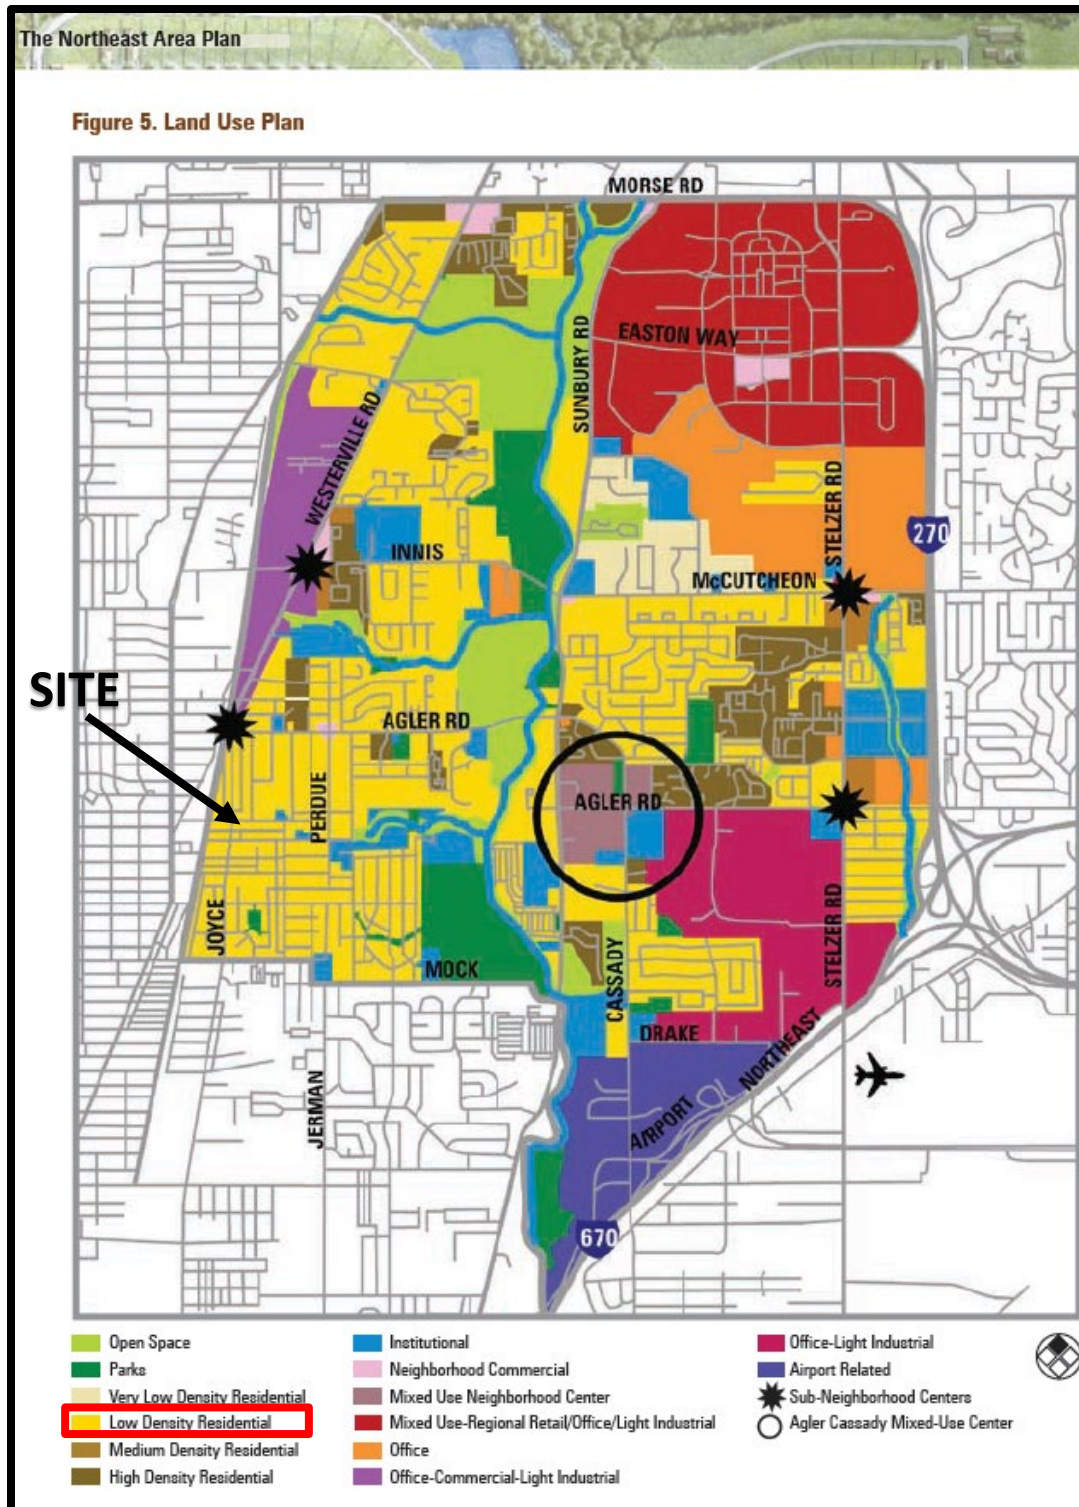 The Northeast Area Plan
Figure 5. Land Use Plan
MORSE RD
EASTON WAY
SUNBURY RD
WESTERVILLE RD
STELZER RD
270
INNIS
McCUTCHEON
SITE
AGLER RD
PERDUE
AGLER RD
JOYCE
STELZER RD
MOCK
CASSADY
DRAKE
NORTHEAST
JERMAN
AIRPORT
670
Open Space
Parks
Very Low Density Residential
Low Density Residential
Medium Density Residential
High Density Residential
Institutional
Neighborhood Commercial
Mixed Use Neighborhood Center
Mixed Use-Regional Retail/Office/Light Industrial
Office
Office-Commercial-Light Industrial
Office-Light Industrial
Airport Related
Sub-Neighborhood Centers
Agler Cassady Mixed-Use Center